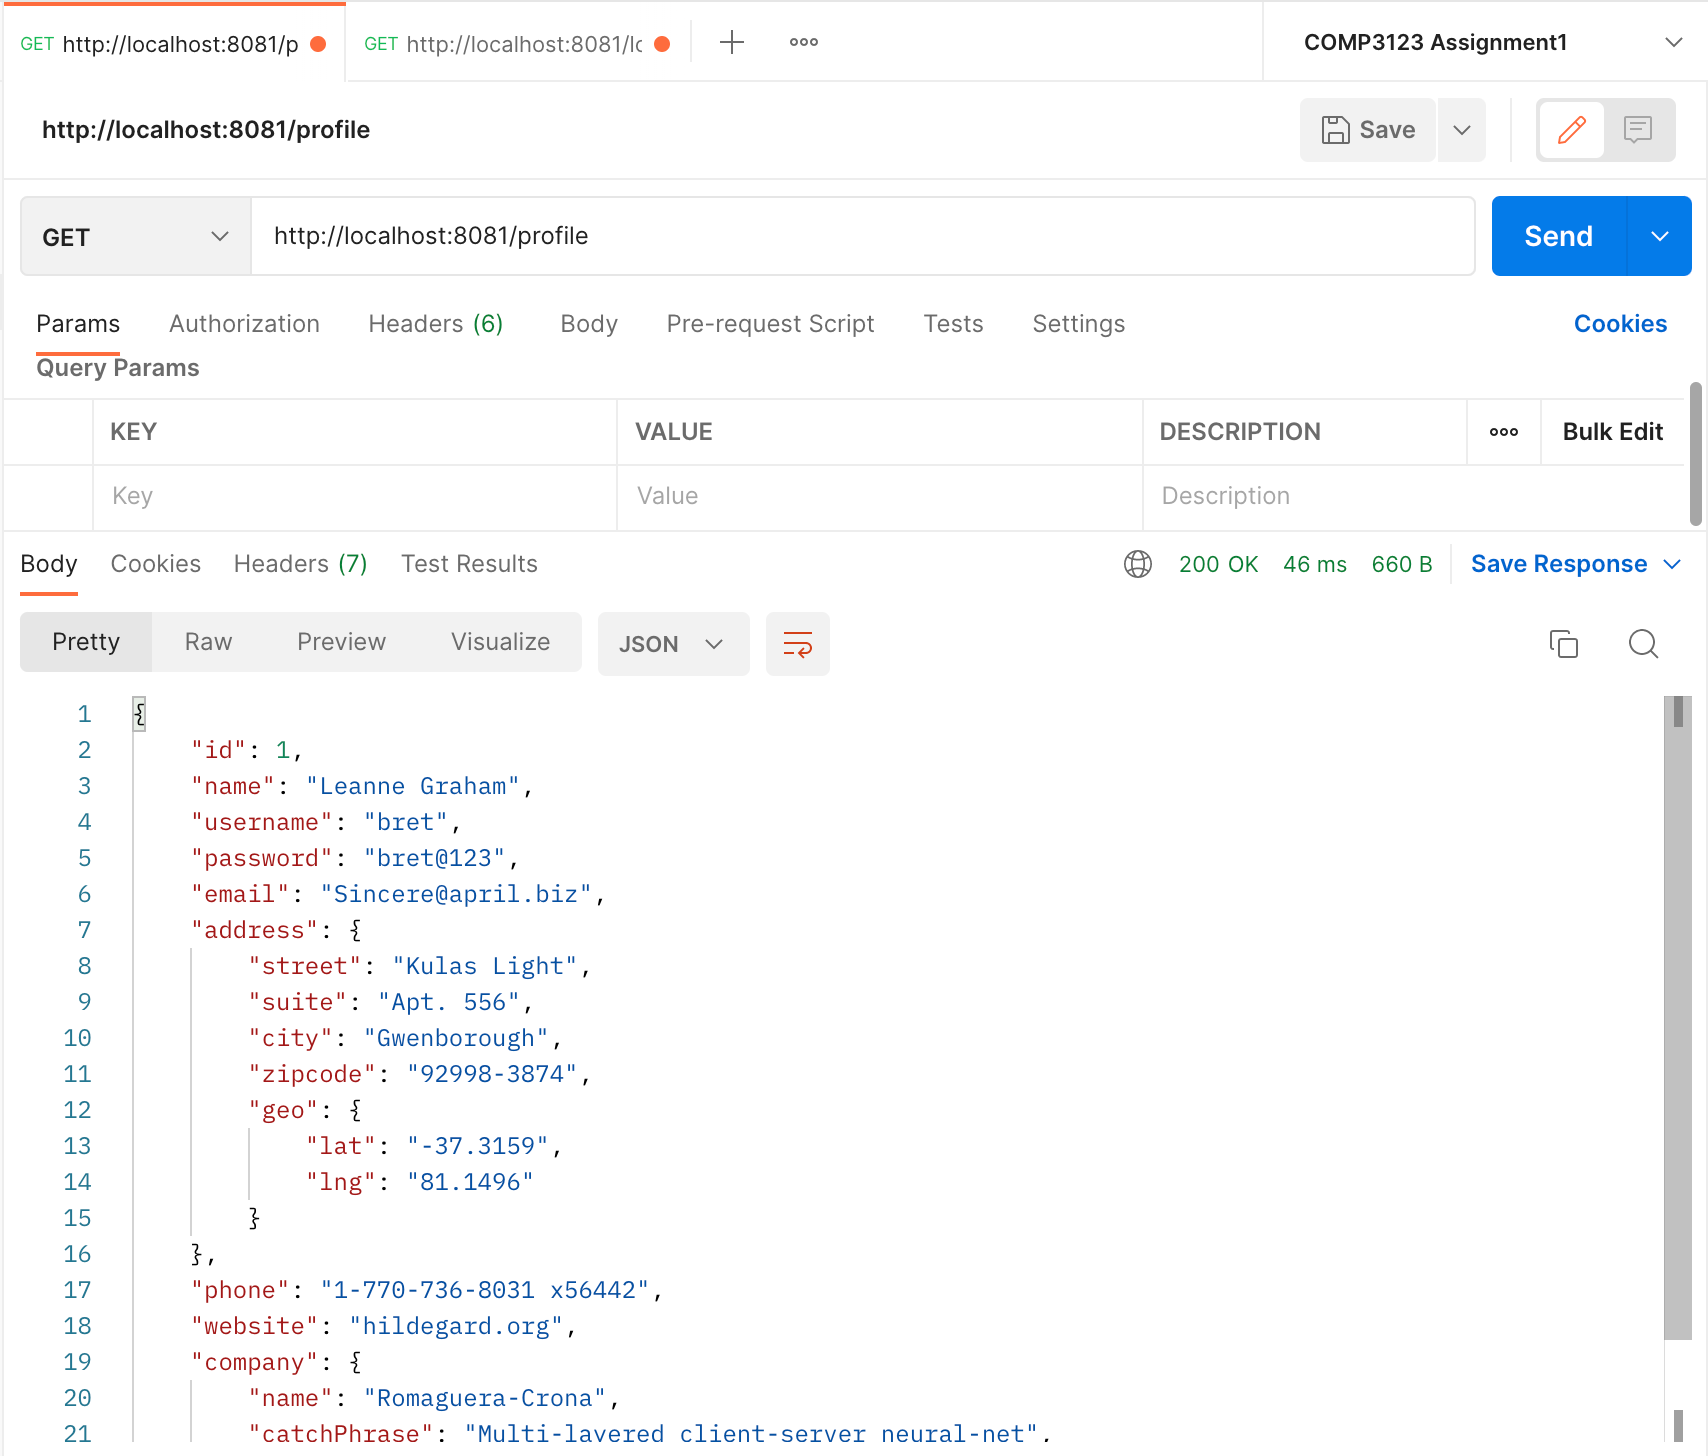 GET http://localhost:8081/p GET http://localhost:8081/lo COMP3123 Assignment1
http://localhost:8081/profile Save
GET http://localhost:8081/profile Send
Params Authorization Headers (6) Body Pre-request Script Tests Settings Cookies
Query Params
KEY VALUE DESCRIPTION Bulk Edit
Key Value Description
Body Cookies Headers (7) Test Results 200 OK 46 ms 660 B Save Response
Pretty Raw Preview Visualize JSON
1 {
2 "id": 1,
3 "name": "Leanne Graham",
4 "username": "bret",
5 "password": "bret@123",
6 "email": "Sincere@april.biz",
7 "address": {
8 "street": "Kulas Light",
9 "suite": "Apt. 556",
10 "city": "Gwenborough",
11 "zipcode": "92998-3874",
12 "geo": {
13 "lat": "-37.3159",
14 "lng": "81.1496"
15 }
16 },
17 "phone": "1-770-736-8031 x56442",
18 "website": "hildegard.org",
19 "company": {
20 "name": "Romaguera-Crona",
21 "catchPhrase": "Multi-layered client-server neural-net",